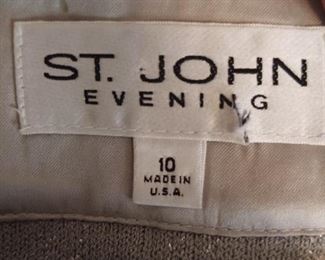 ST. JOHN
EVENING
10
MADE IN
U.S.A.